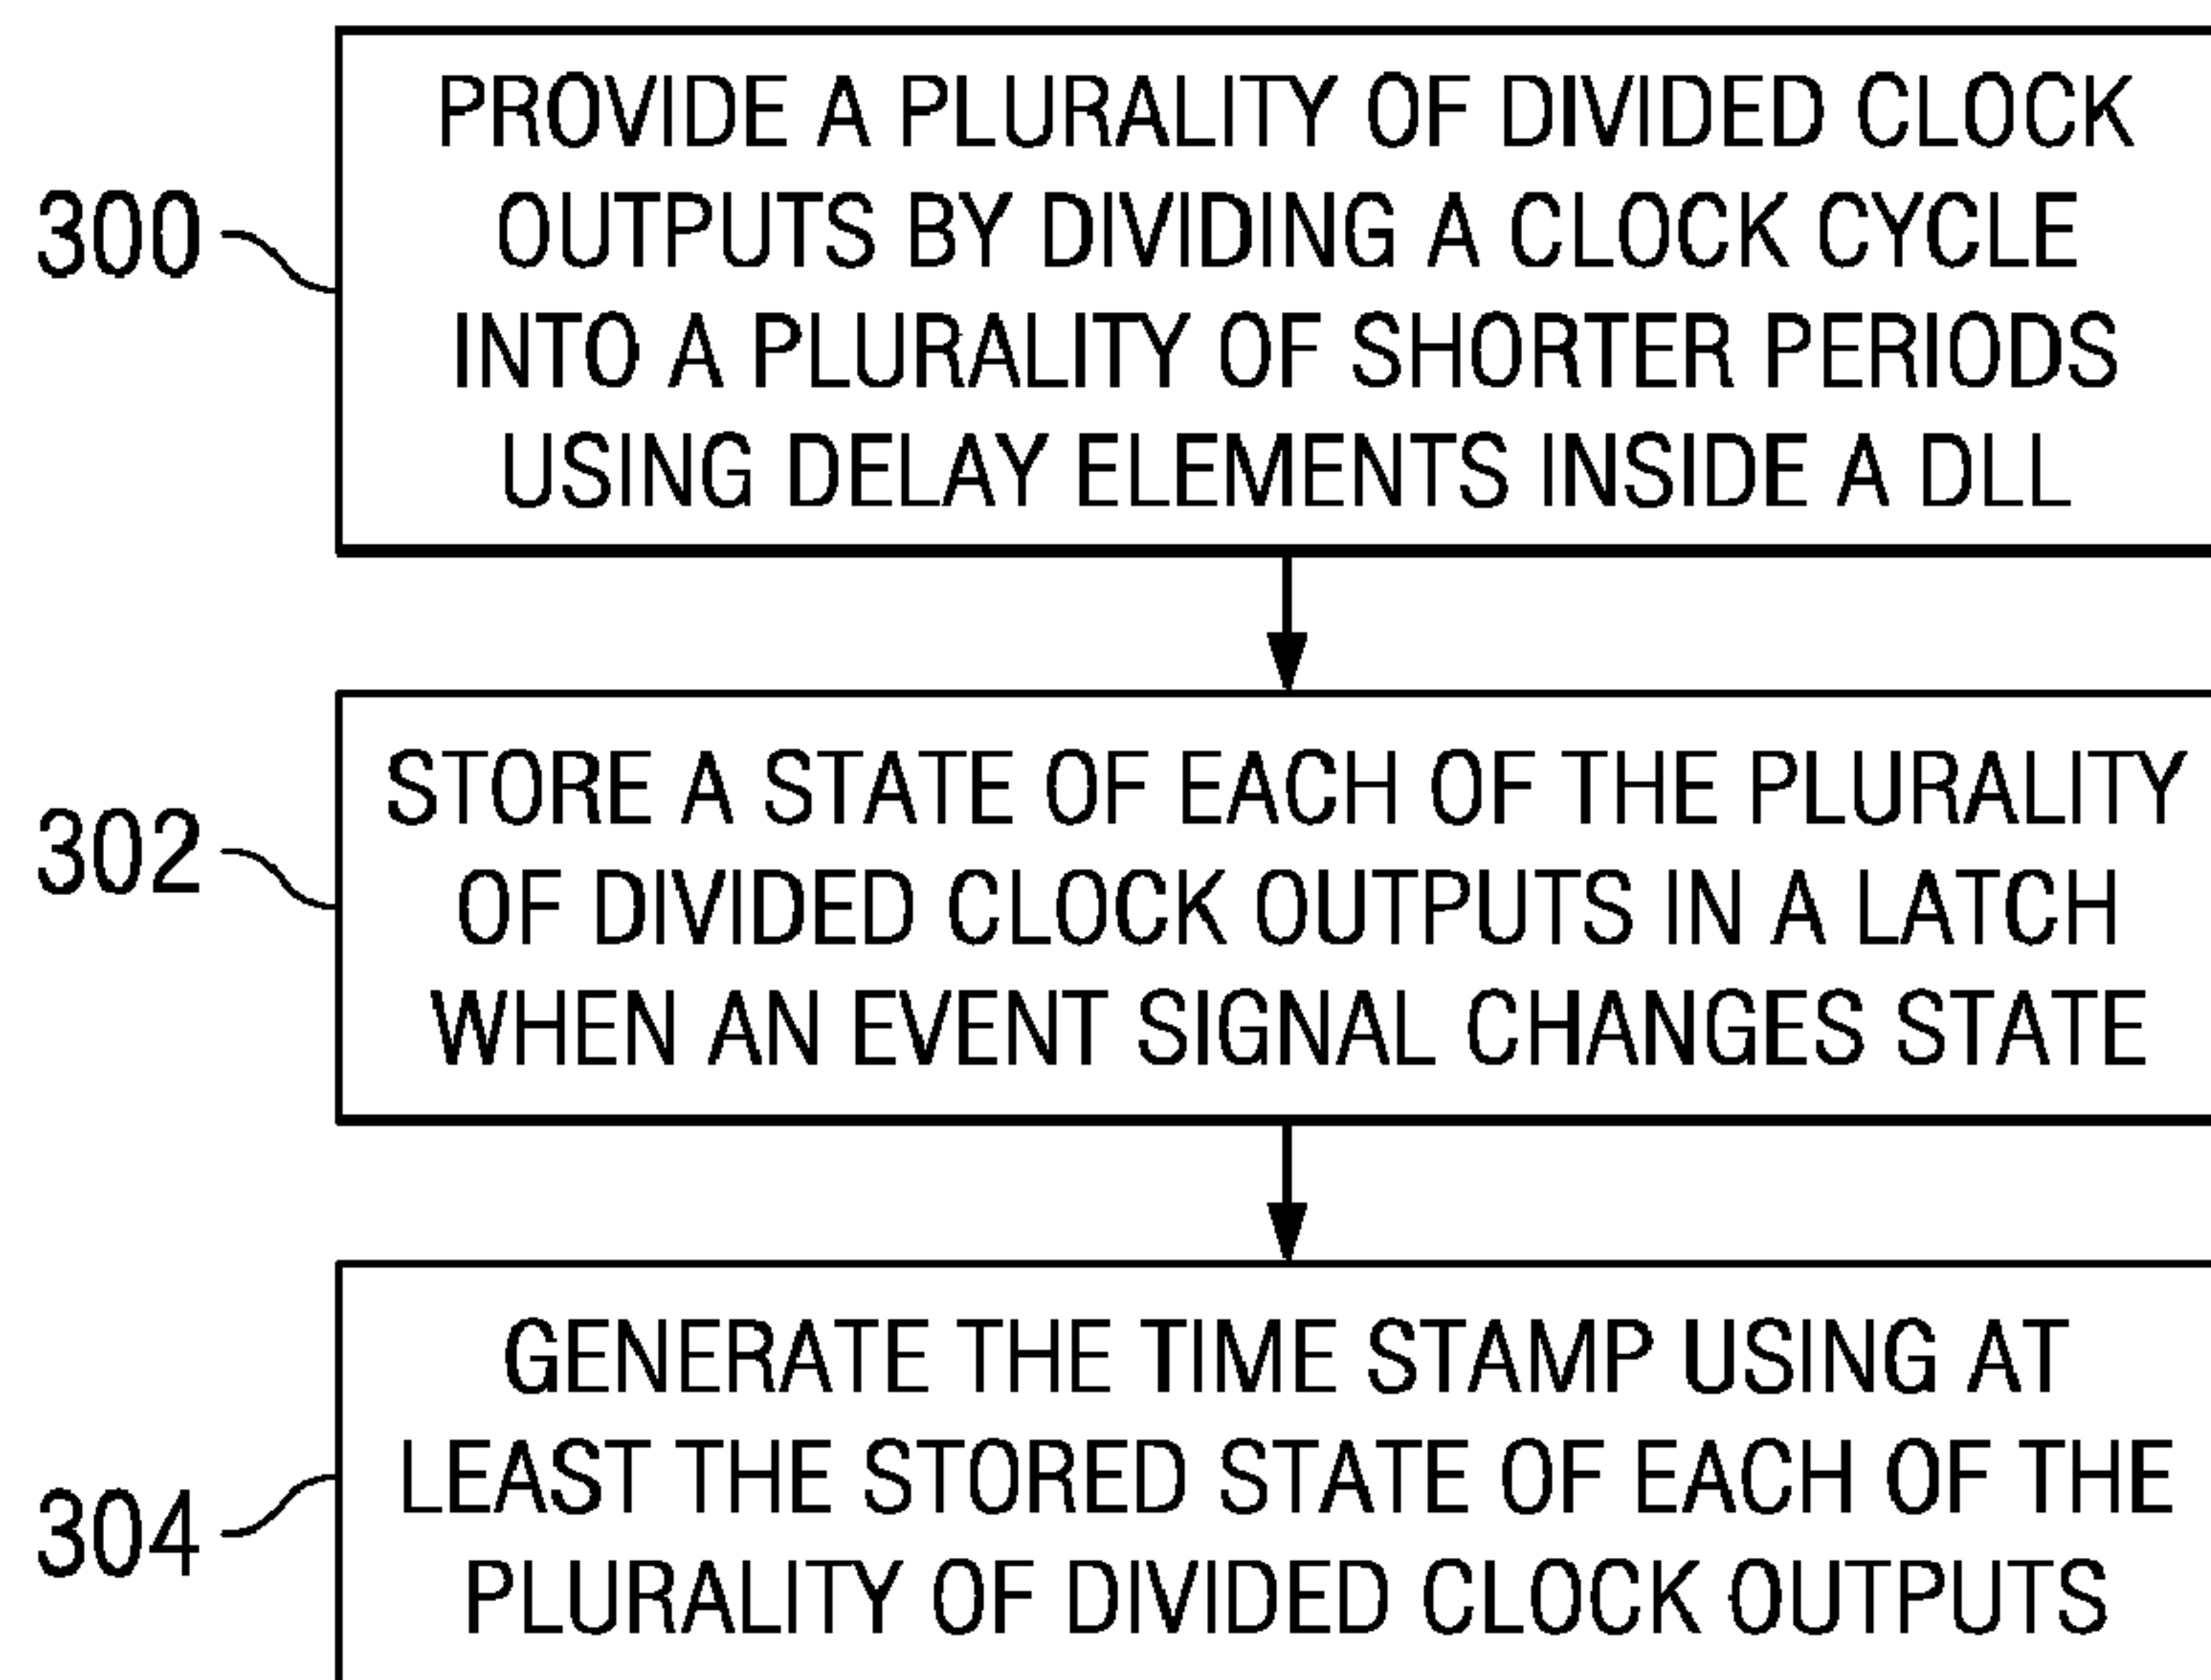 PROVIDE A PLURALITY OF DIVIDED CLOCK
OUTPUTS BY DIVIDING A CLOCK CYCLE
INTO A PLURALITY OF SHORTER PERIODS
USING DELAY ELEMENTS INSIDE A DLL
300
STORE A STATE OF EACH OF THE PLURALITY
OF DIVIDED CLOCK OUTPUTS IN A LATCH
WHEN AN EVENT SIGNAL CHANGES STATE
302
GENERATE THE TIME STAMP USING AT
LEAST THE STORED STATE OF EACH OF THE
PLURALITY OF DIVIDED CLOCK OUTPUTS
304